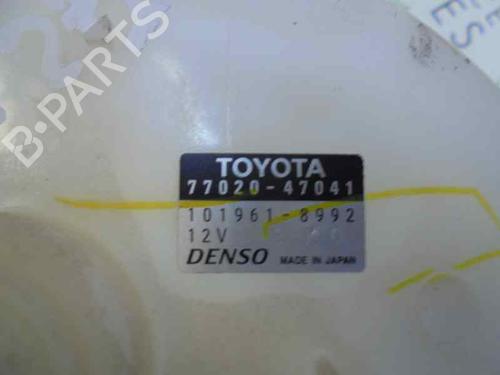 B-PARTS
TOYOTA
77020-47041
101961-8992
12V
DENSO MADE IN JAPAN